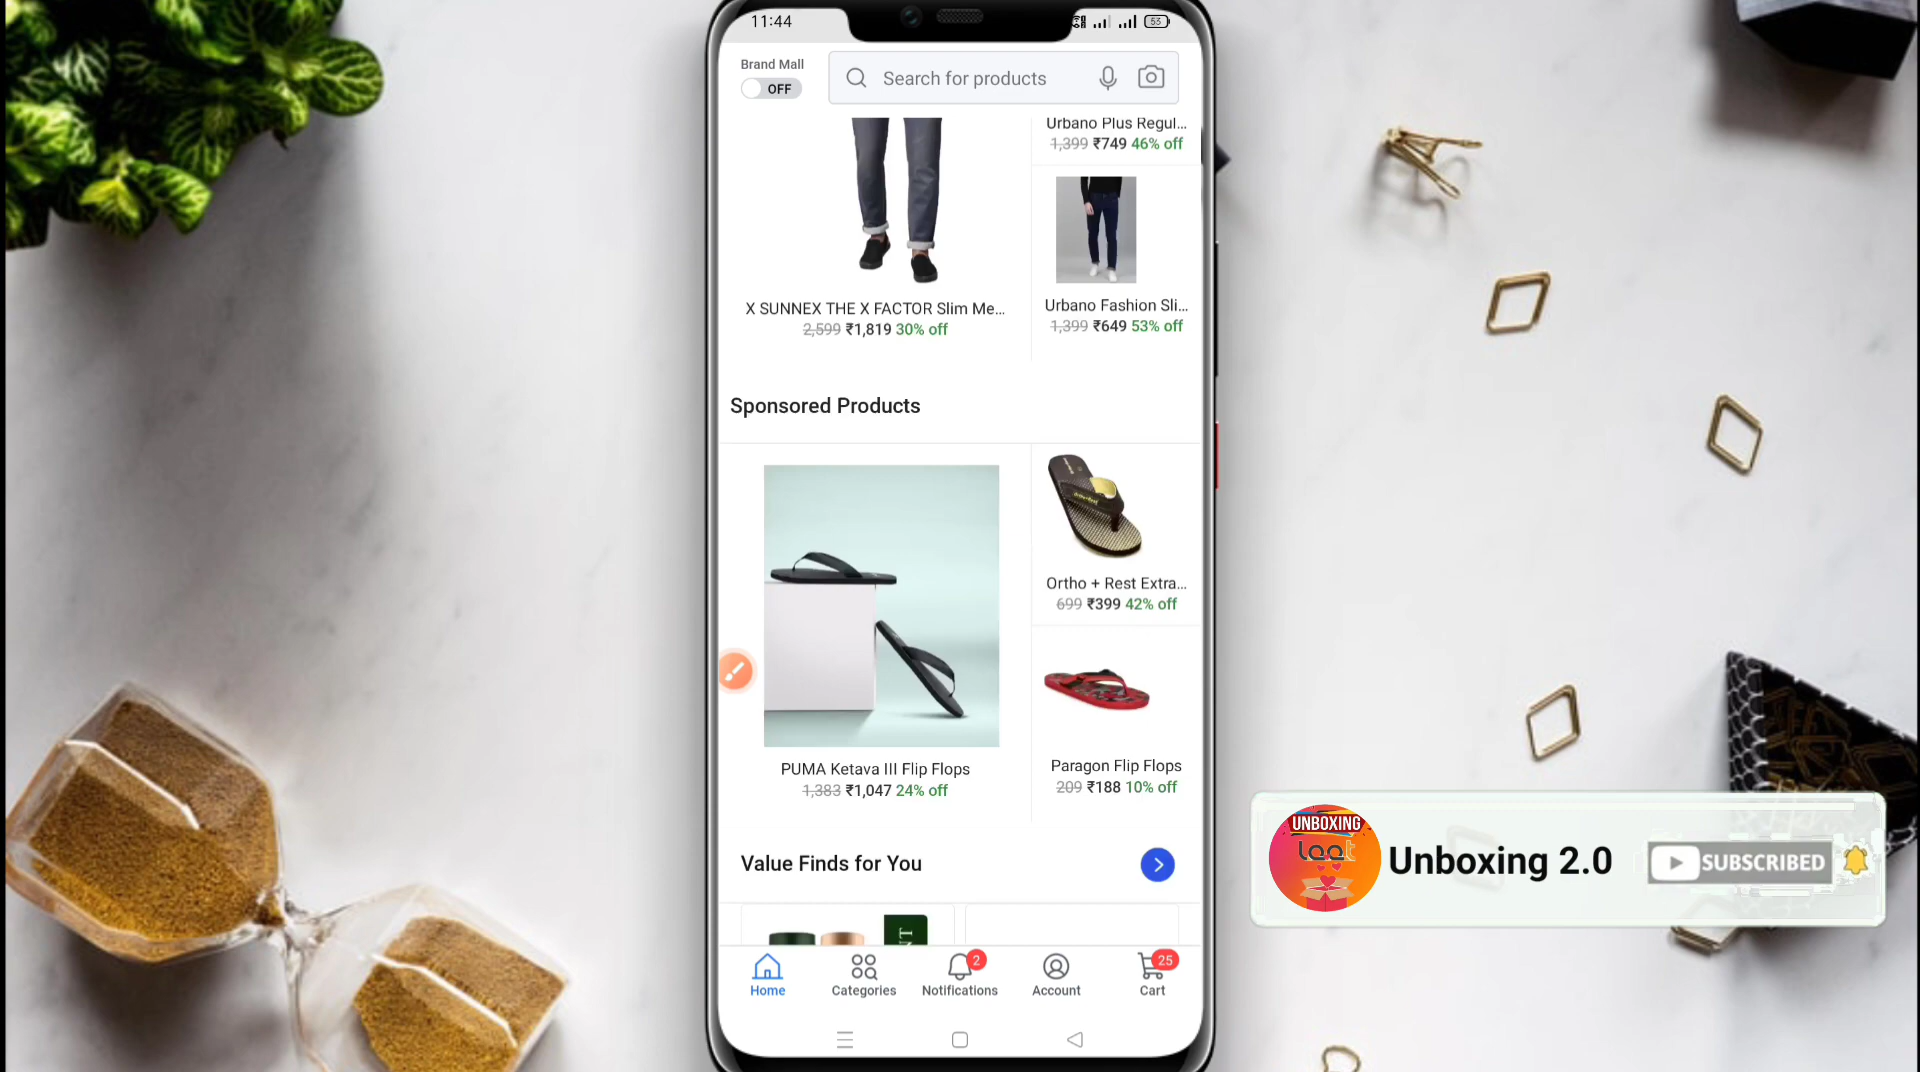 11:44
53
Brand Mall
OFF
Search for products
Urbano Plus Regul...
1,399 ₹749 46% off
X SUNNEX THE X FACTOR Slim Me...
2,599 ₹1,819 30% off
Urbano Fashion Sli...
1,399 ₹649 53% off
Sponsored Products
Ortho + Rest Extra...
699 ₹399 42% off
PUMA Ketava III Flip Flops
1,383 ₹1,047 24% off
Paragon Flip Flops
209 ₹188 10% off
Value Finds for You
2
25
Home
Categories
Notifications
Account
Cart
UNBOXING
Unboxing 2.0
SUBSCRIBED